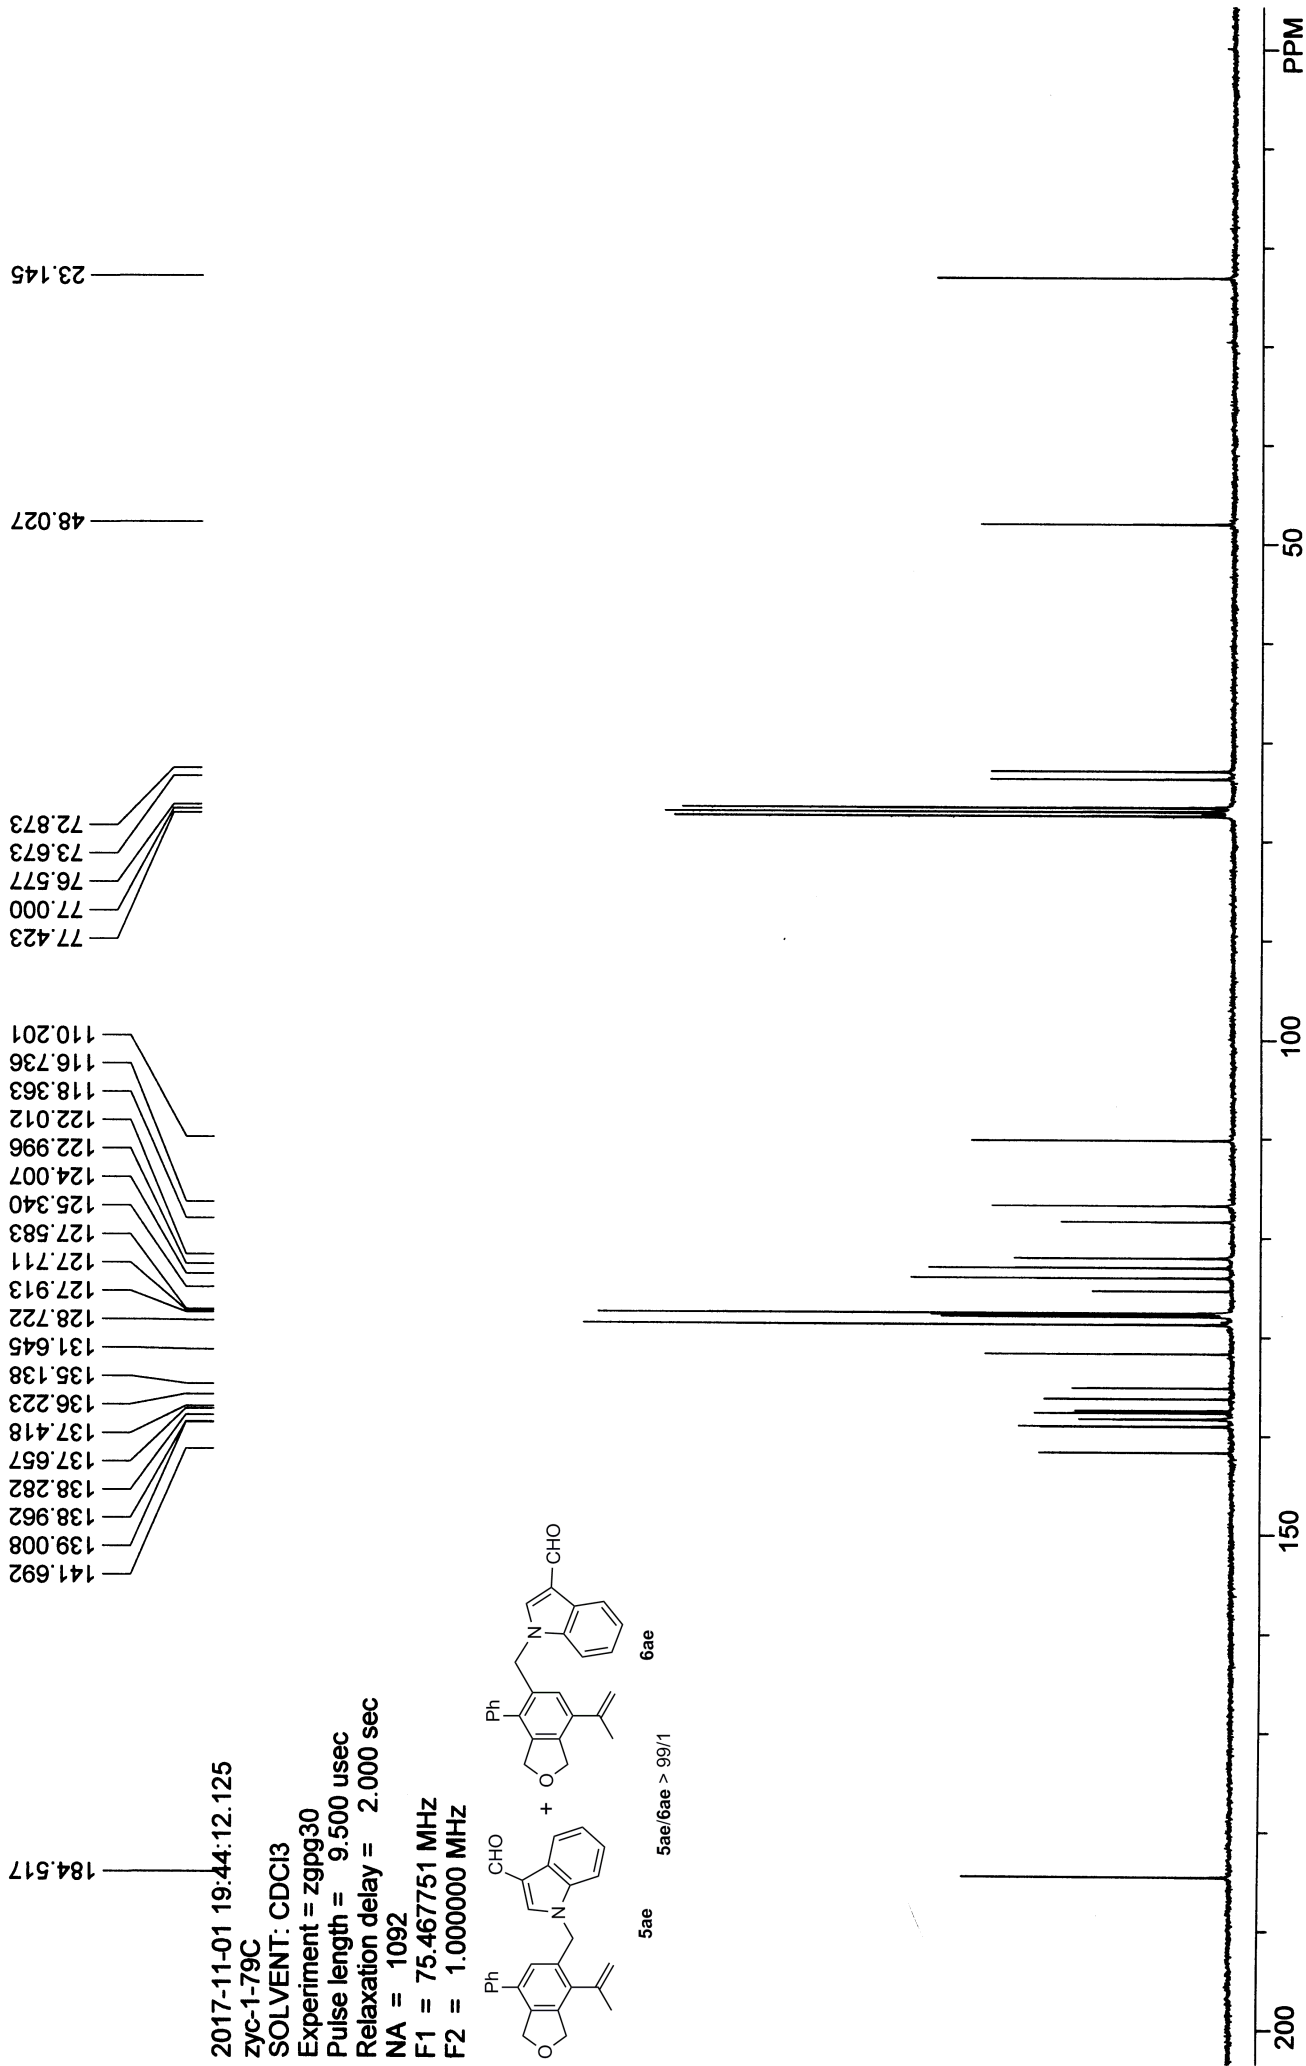 184.517
141.692
139.008
138.962
138.282
137.657
137.418
136.223
135.138
131.645
128.722
127.913
127.711
127.583
125.340
124.007
122.996
122.012
118.363
116.736
110.201
77.423
77.000
76.577
73.673
72.873
48.027
23.145
2017-11-01 19:44:12.125
zyc-1-79C
SOLVENT: CDCl3
Experiment = zgpg30
Pulse length = 9.500 usec
Relaxation delay = 2.000 sec
NA = 1092
F1 = 75.467751 MHz
F2 = 1.000000 MHz
Ph
CHO
N
O
5ae
+
Ph
CHO
N
O
6ae
5ae/6ae > 99/1
200
150
100
50
PPM